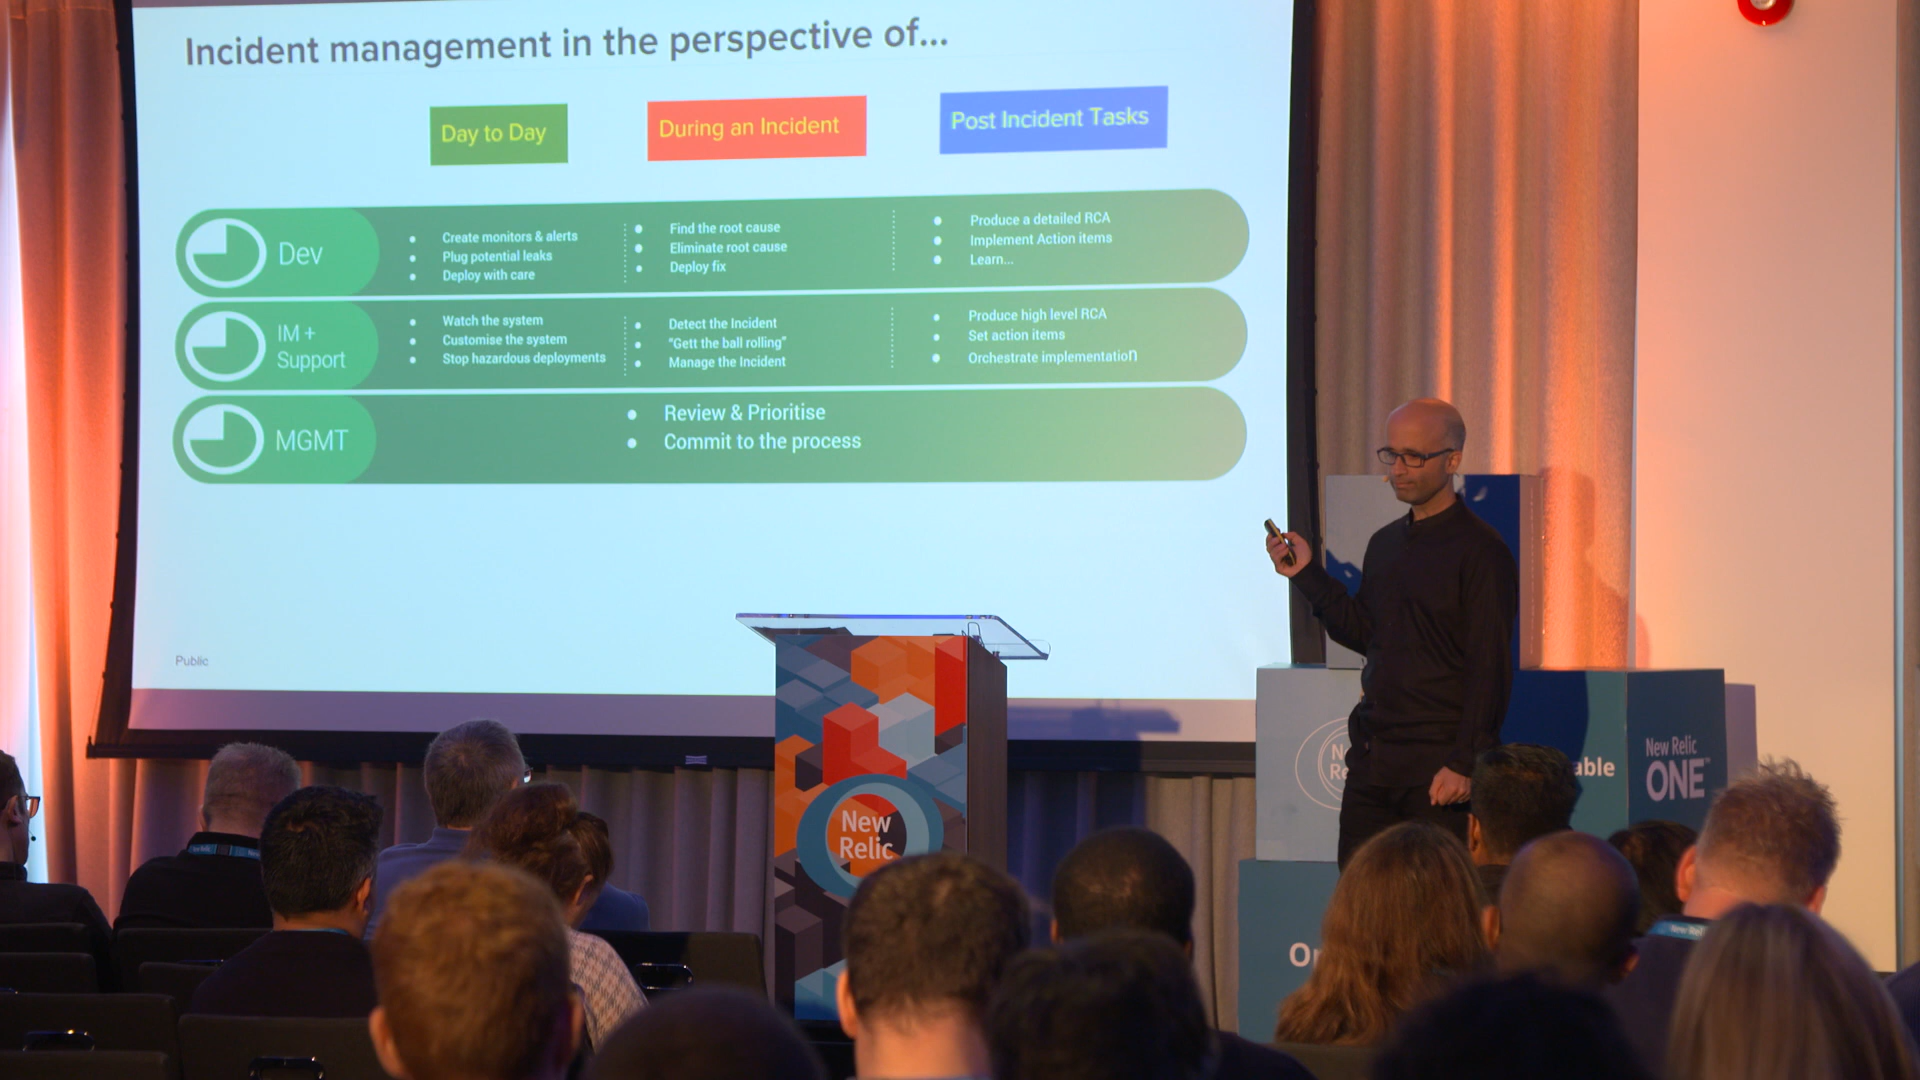 Incident management in the perspective of...
Day to Day
During an Incident
Post Incident Tasks
Dev
Create monitors & alerts
Plug potential leaks
Deploy with care
Find the root cause
Eliminate root cause
Deploy fix
Produce a detailed RCA
Implement Action items
Learn...
IM +
Support
Watch the system
Customise the system
Stop hazardous deployments
Detect the Incident
"Gett the ball rolling"
Manage the Incident
Produce high level RCA
Set action items
Orchestrate implementation
MGMT
Review & Prioritise
Commit to the process
Public
New
Relic
New Relic
ONE™